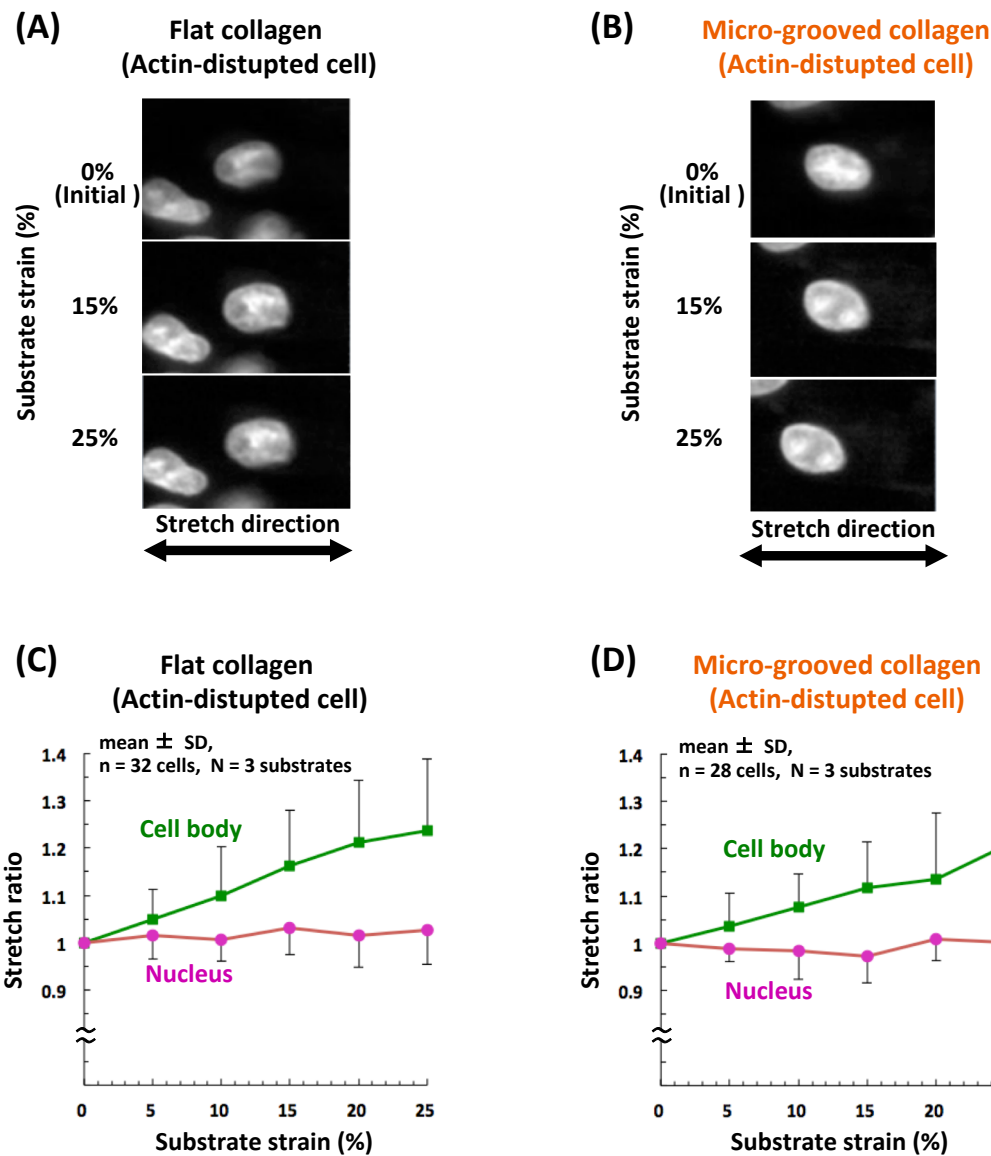 (A)
Flat collagen
(Actin-distupted cell)
Substrate strain (%)
0%
(Initial )
15%
25%
Stretch direction
(B)
Micro-grooved collagen
(Actin-distupted cell)
Substrate strain (%)
0%
(Initial )
15%
25%
Stretch direction
(C)
Flat collagen
(Actin-distupted cell)
mean ± SD,
n = 32 cells, N = 3 substrates
Cell body
Nucleus
Stretch ratio
1.4
1.3
1.2
1.1
1
0.9
0 5 10 15 20 25
Substrate strain (%)
(D)
Micro-grooved collagen
(Actin-distupted cell)
mean ± SD,
n = 28 cells, N = 3 substrates
Cell body
Nucleus
Stretch ratio
1.4
1.3
1.2
1.1
1
0.9
0 5 10 15 20
Substrate strain (%)